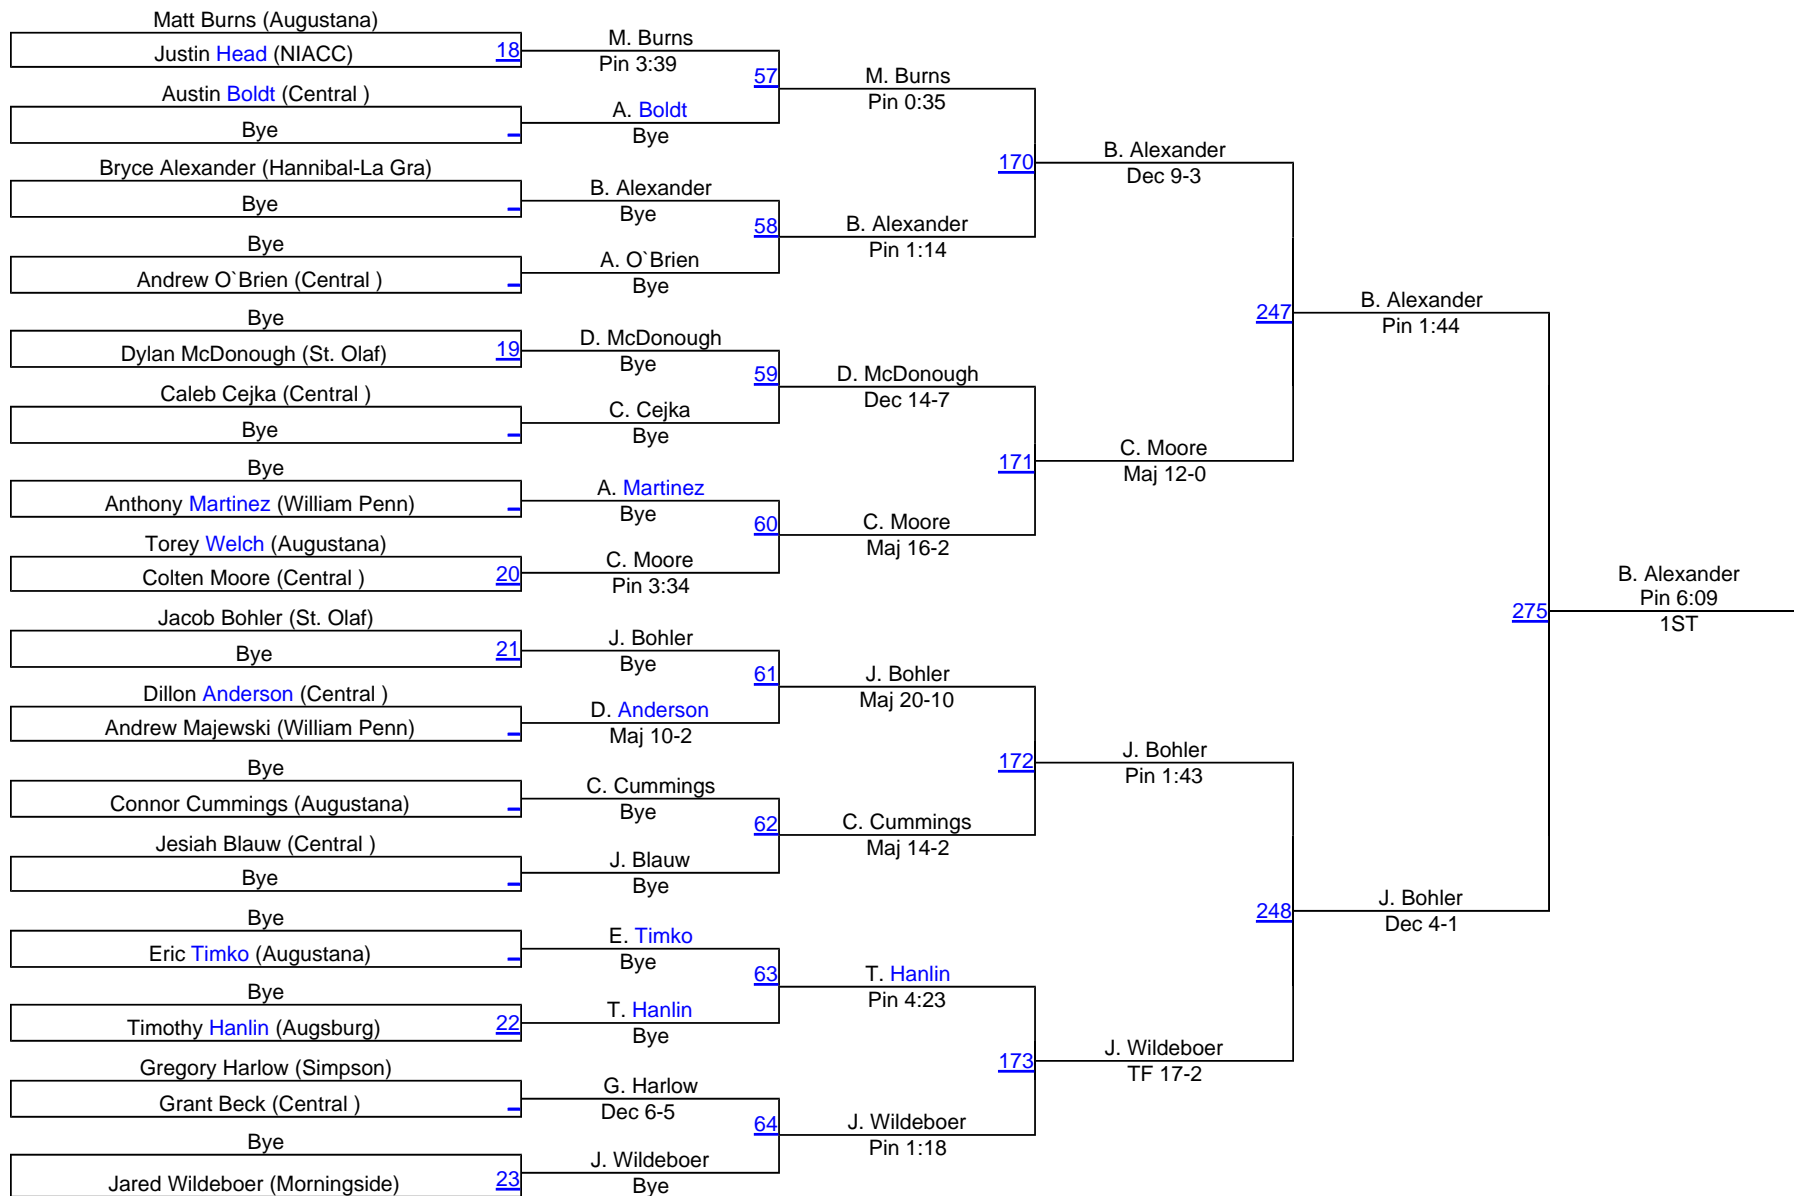 Matt Burns (Augustana)
Justin Head (NIACC) 18
Austin Boldt (Central )
Bye
Bryce Alexander (Hannibal-La Gra)
Bye
Bye
Andrew O`Brien (Central )
Bye
Dylan McDonough (St. Olaf) 19
Caleb Cejka (Central )
Bye
Bye
Anthony Martinez (William Penn)
Torey Welch (Augustana)
Colten Moore (Central ) 20
Jacob Bohler (St. Olaf)
Bye 21
Dillon Anderson (Central )
Andrew Majewski (William Penn)
Bye
Connor Cummings (Augustana)
Jesiah Blauw (Central )
Bye
Bye
Eric Timko (Augustana)
Bye
Timothy Hanlin (Augsburg) 22
Gregory Harlow (Simpson)
Grant Beck (Central )
Bye
Jared Wildeboer (Morningside) 23
M. Burns
Pin 3:39
57
A. Boldt
Bye
B. Alexander
Bye
58
A. O`Brien
Bye
D. McDonough
Bye
59
C. Cejka
Bye
A. Martinez
Bye
60
C. Moore
Pin 3:34
J. Bohler
Bye
61
D. Anderson
Maj 10-2
C. Cummings
Bye
62
J. Blauw
Bye
E. Timko
Bye
63
T. Hanlin
Bye
G. Harlow
Dec 6-5
64
J. Wildeboer
Bye
M. Burns
Pin 0:35
170
B. Alexander
Pin 1:14
D. McDonough
Dec 14-7
171
C. Moore
Maj 16-2
J. Bohler
Maj 20-10
172
C. Cummings
Maj 14-2
T. Hanlin
Pin 4:23
173
J. Wildeboer
Pin 1:18
B. Alexander
Dec 9-3
247
C. Moore
Maj 12-0
J. Bohler
Pin 1:43
248
J. Wildeboer
TF 17-2
B. Alexander
Pin 1:44
275
J. Bohler
Dec 4-1
B. Alexander
Pin 6:09
1ST